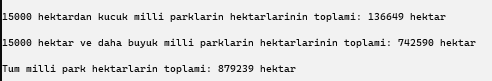 15000 hektardan kucuk milli parklarin hektarlarinin toplami: 136649 hektar
15000 hektar ve daha buyuk milli parklarin hektarlarinin toplami: 742590 hektar
Tum milli park hektarlarin toplami: 879239 hektar